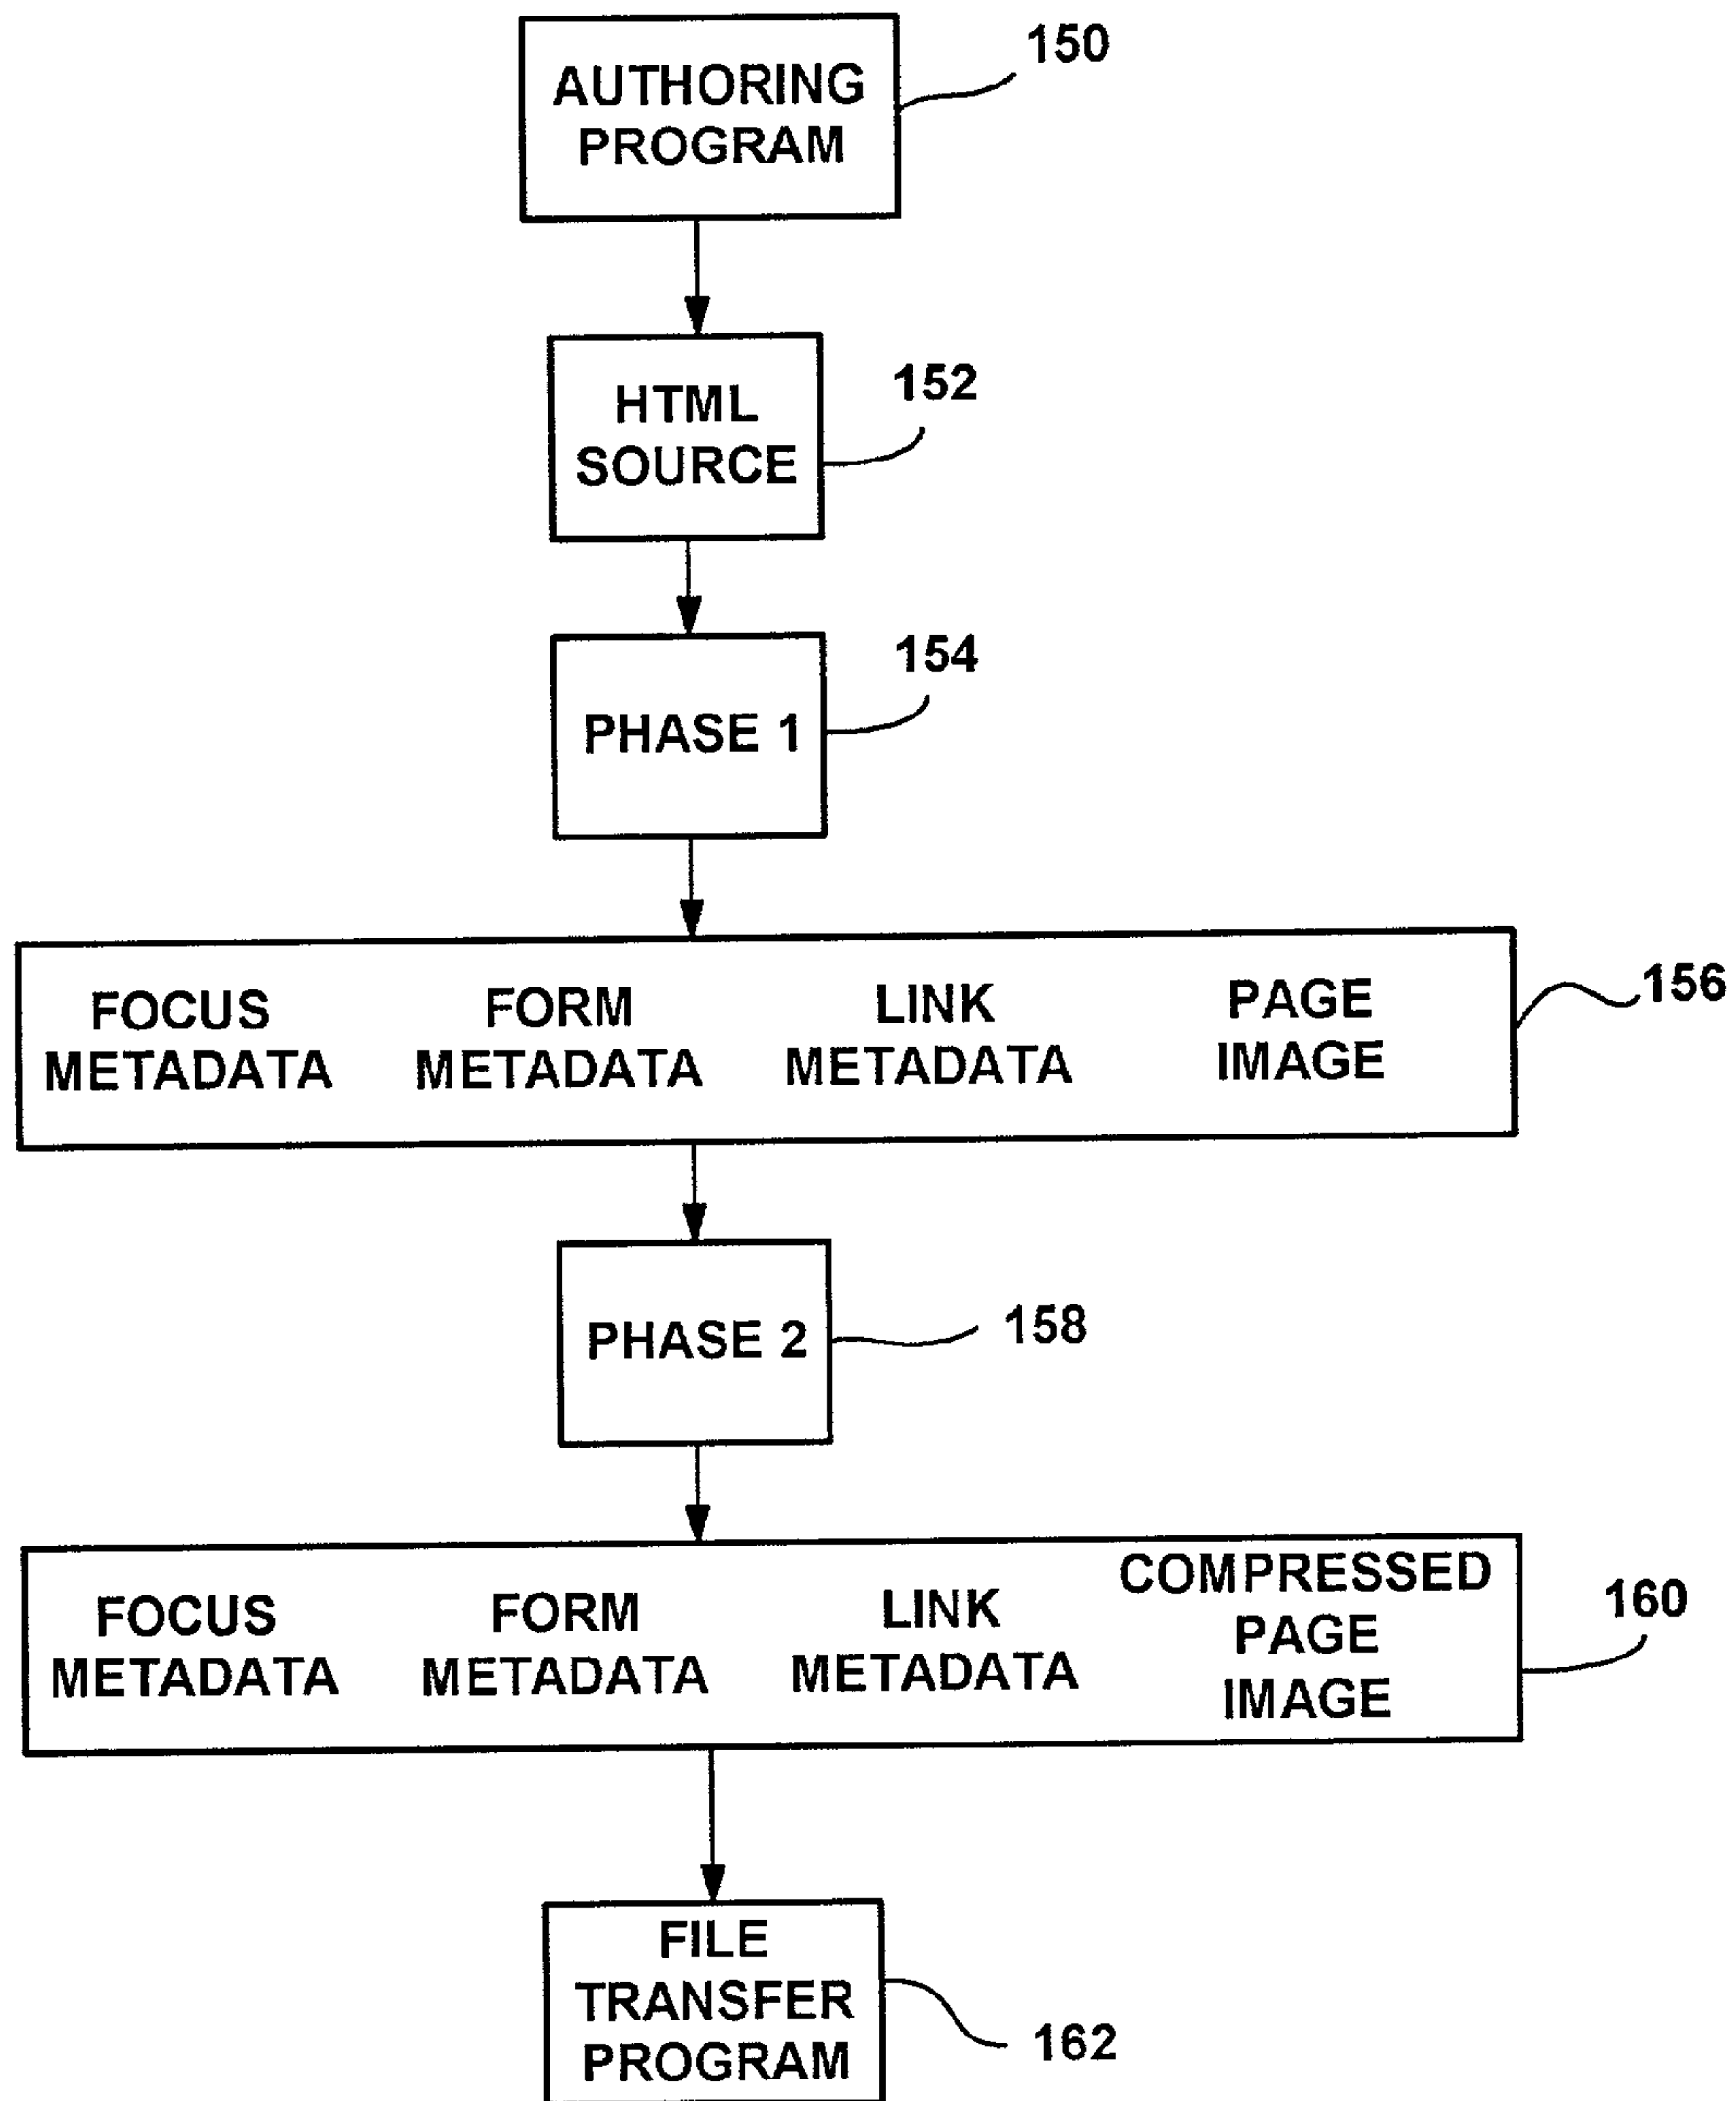 AUTHORING
PROGRAM
150
HTML
SOURCE
152
PHASE 1
154
FOCUS
METADATA
FORM
METADATA
LINK
METADATA
PAGE
IMAGE
156
PHASE 2
158
FOCUS
METADATA
FORM
METADATA
LINK
METADATA
COMPRESSED
PAGE
IMAGE
160
FILE
TRANSFER
PROGRAM
162